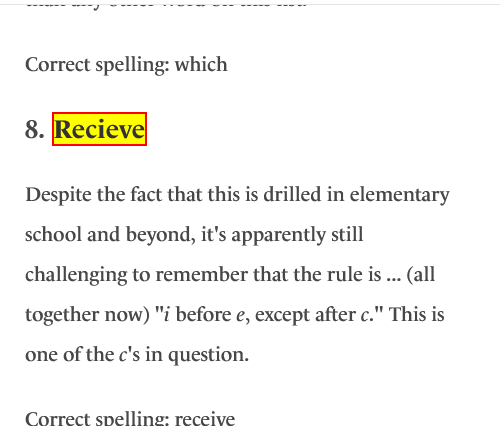 Correct spelling: which
8. Recieve
Despite the fact that this is drilled in elementary
school and beyond, it's apparently still
challenging to remember that the rule is ... (all
together now) "i before e, except after c." This is
one of the c's in question.
Correct spelling: receive